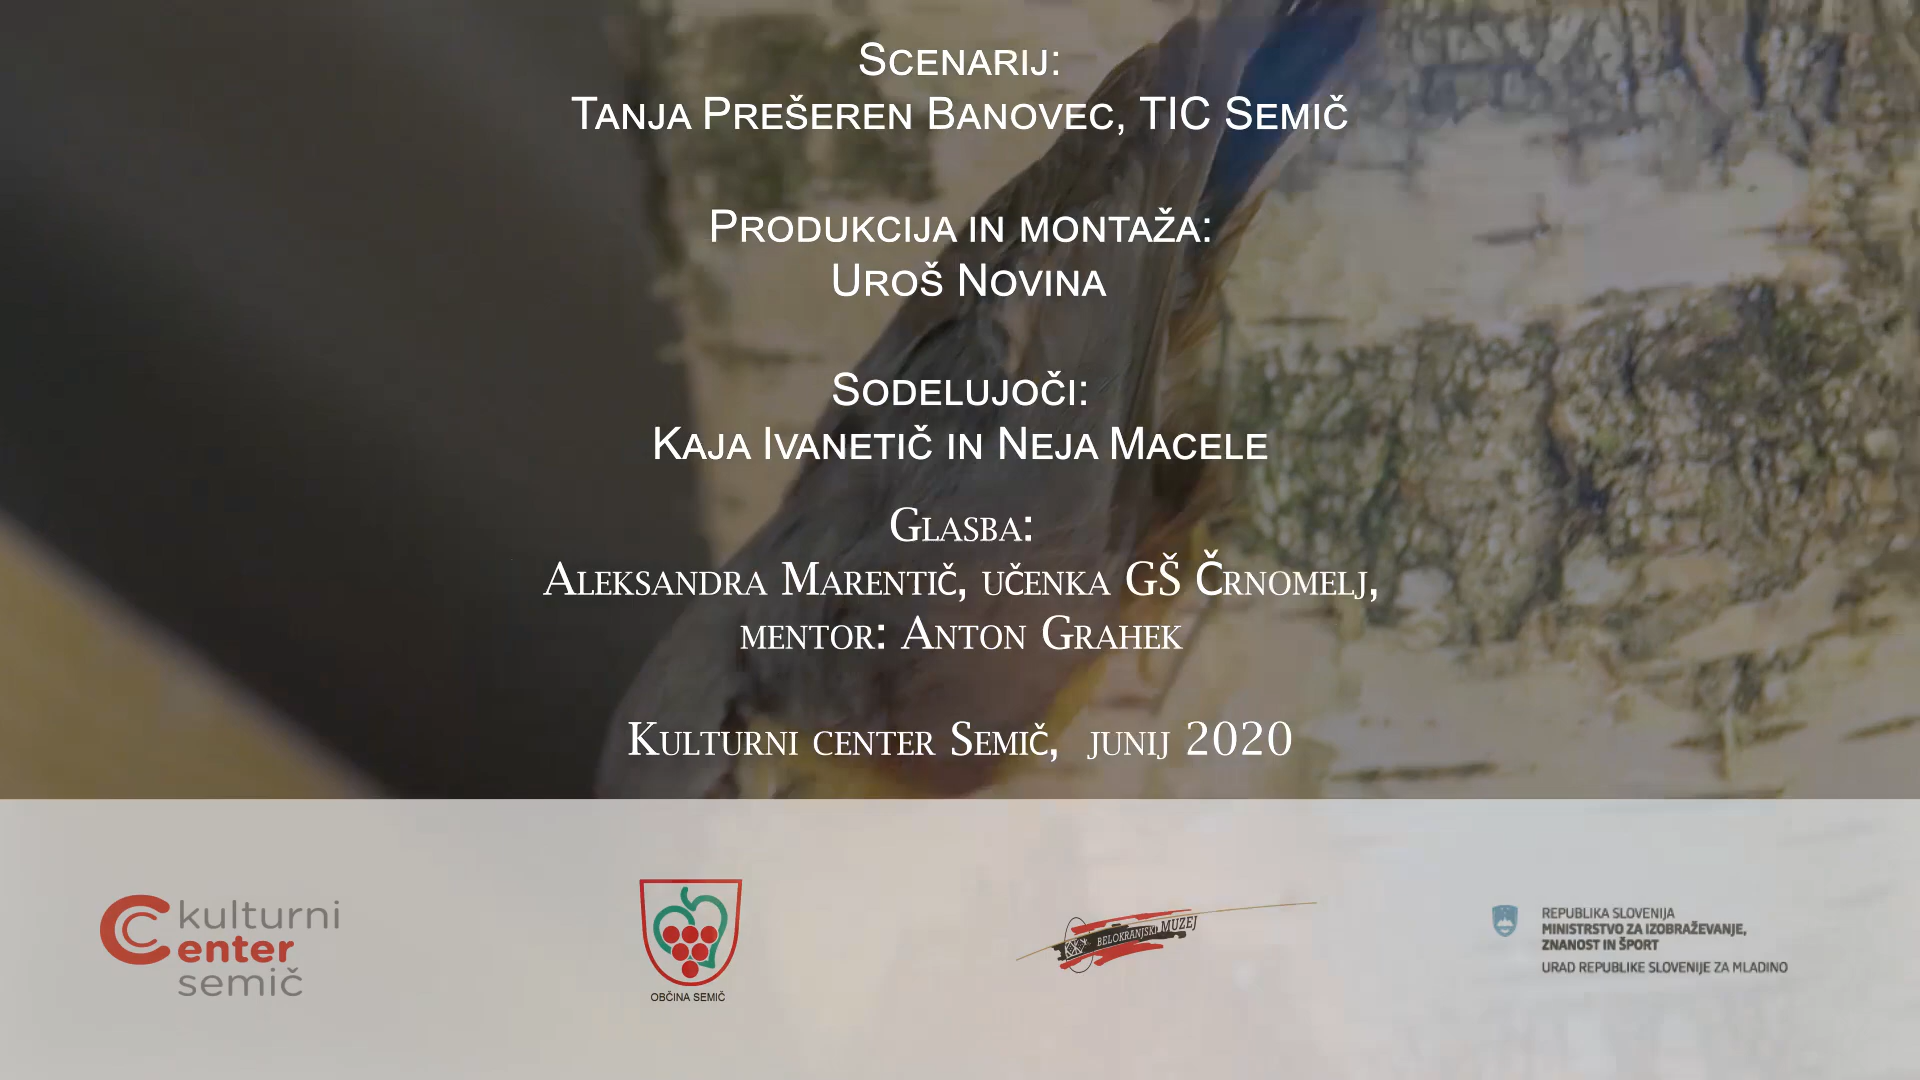 Scenarij:
Tanja Prešeren Banovec, TIC Semič
Produkcija in montaža:
Uroš Novina
Sodelujoči:
Kaja Ivanetič in Neja Macele
Glasba:
Aleksandra Marentič, učenka GŠ Črnomelj,
mentor: Anton Grahek
Kulturni center Semič, junij 2020
kulturni
Center
semič
OBČINA SEMIČ
BELOKRANJSKI MUZEJ
REPUBLIKA SLOVENIJA
MINISTRSTVO ZA IZOBRAŽEVANJE,
ZNANOST IN ŠPORT
URAD REPUBLIKE SLOVENIJE ZA MLADINO